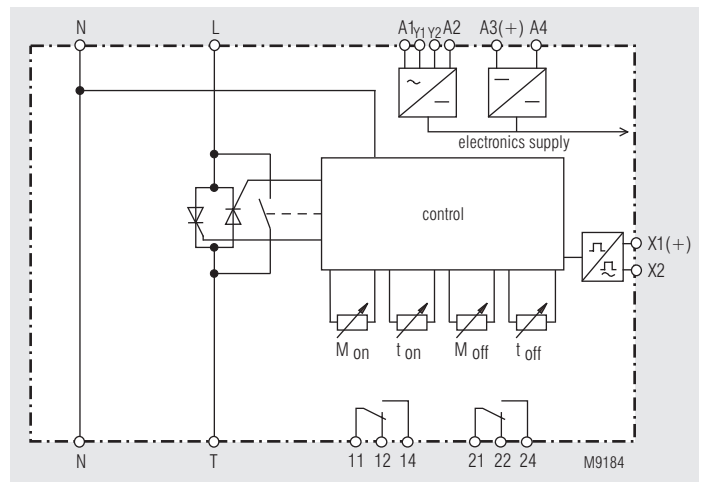 N L A1 Y1 Y2 A2 A3(+) A4
electronics supply
control
X1(+)
X2
M on t on M off t off
N T 11 12 14 21 22 24 M9184